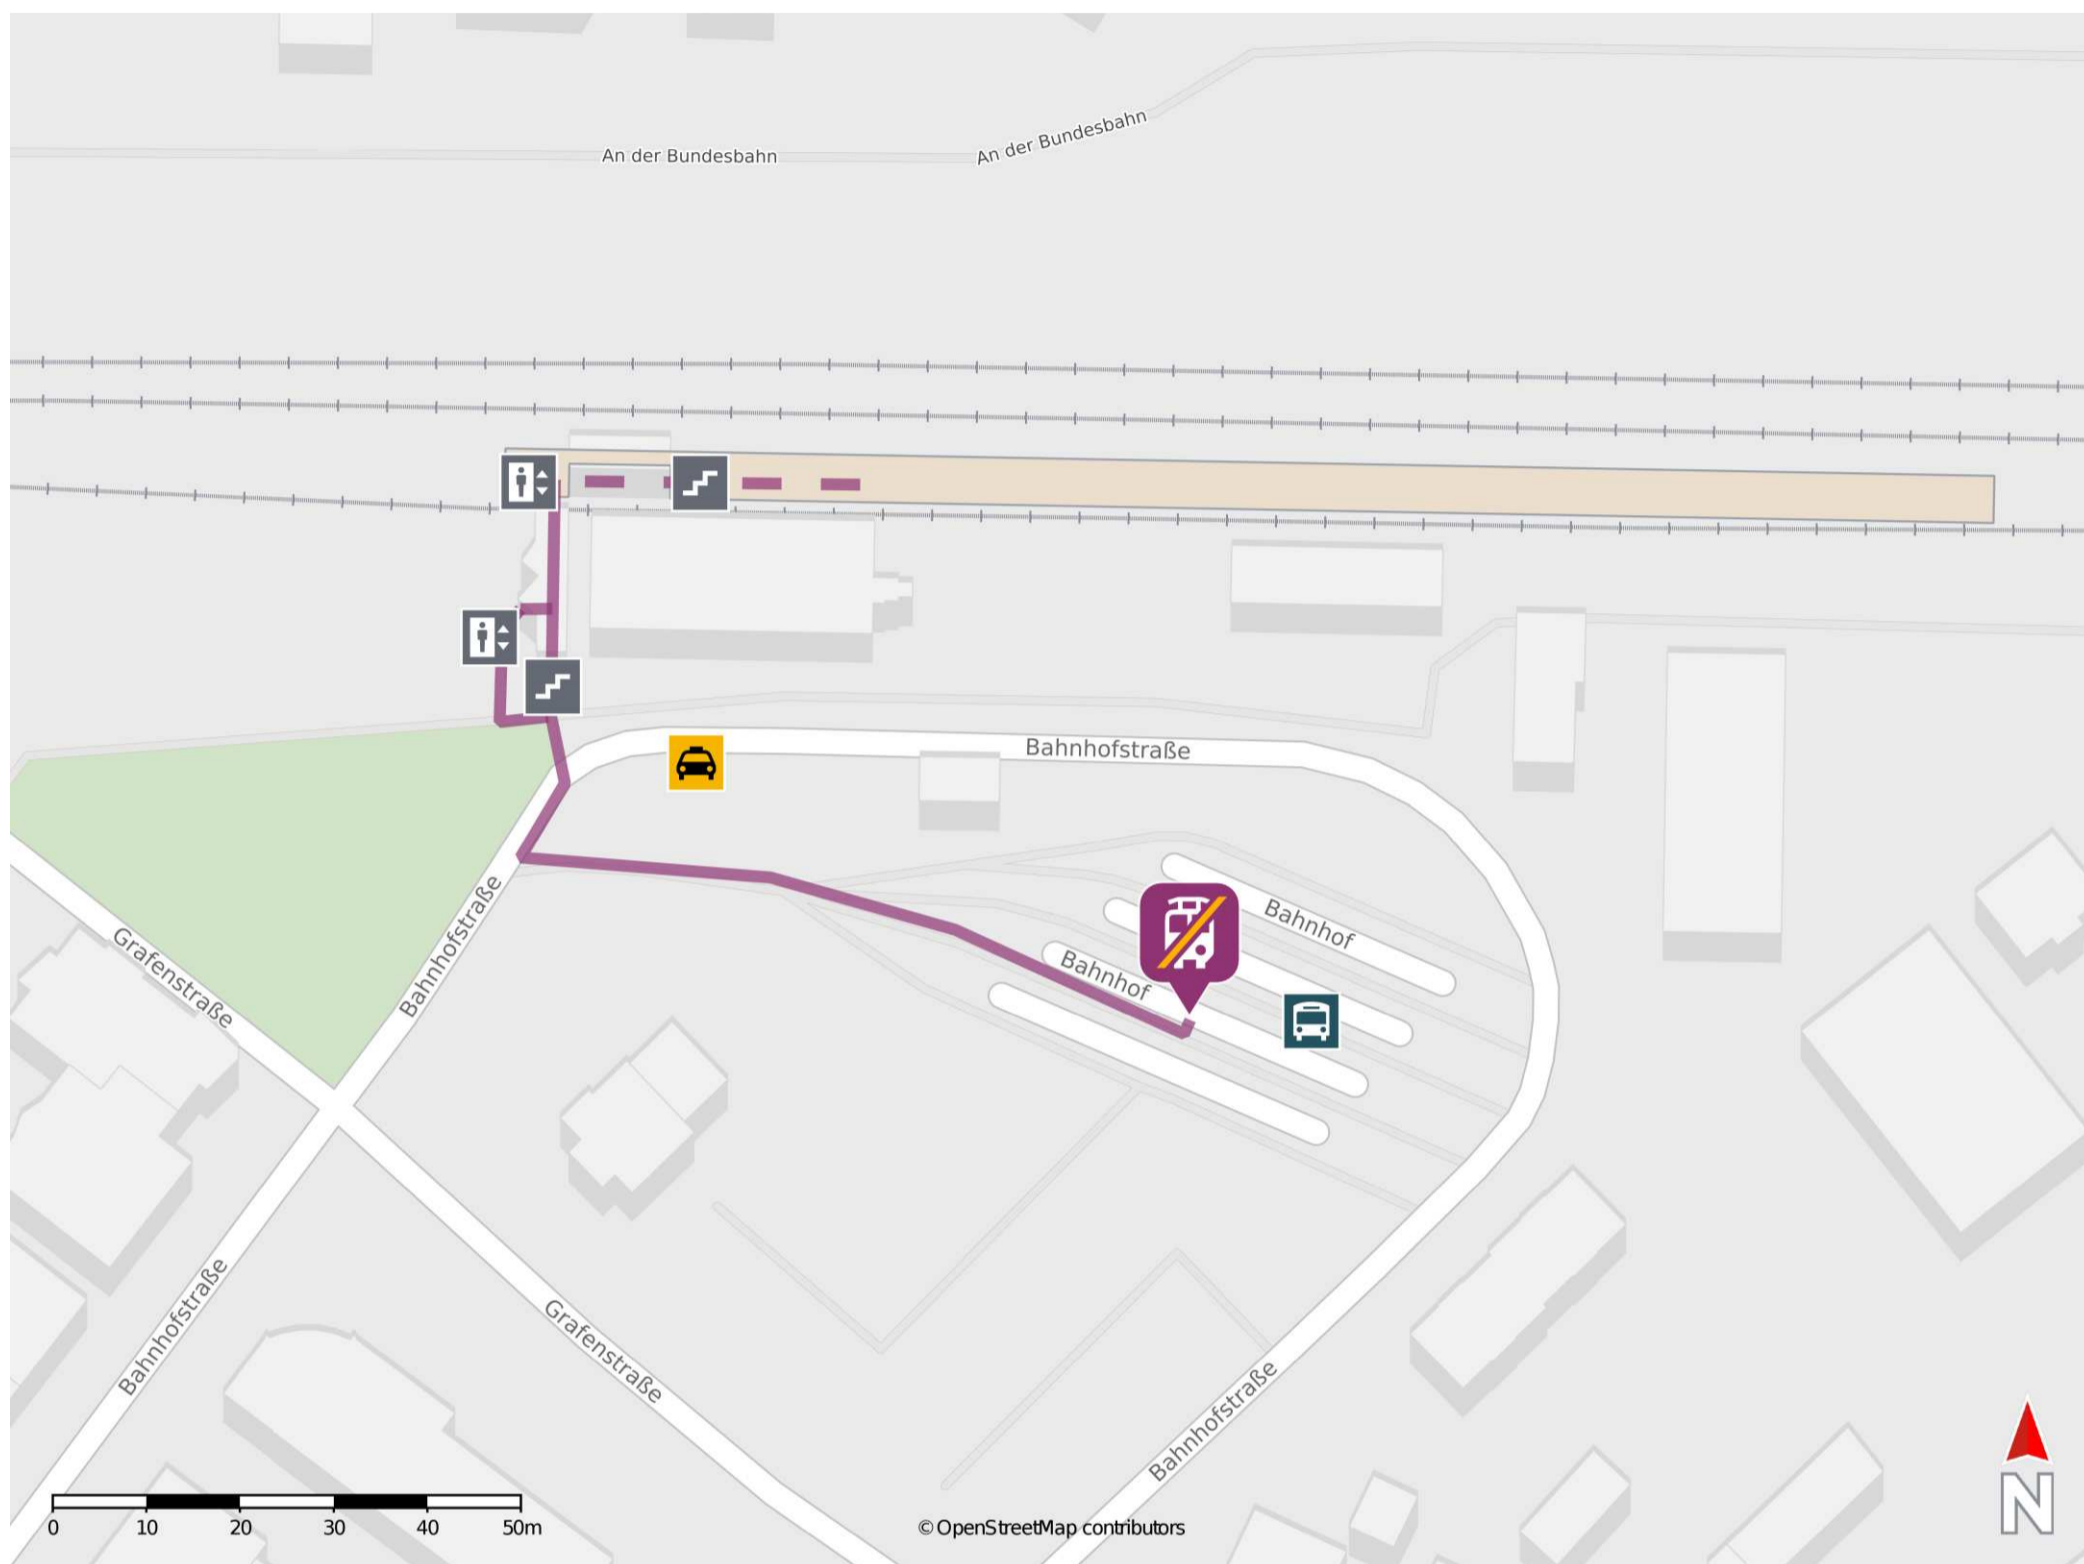 An der Bundesbahn
An der Bundesbahn
Bahnhofstraße
Bahnhof
Bahnhof
Bahnhofstraße
Grafenstraße
Bahnhofstraße
Grafenstraße
Bahnhofstraße
0 10 20 30 40 50m
© OpenStreetMap contributors
N